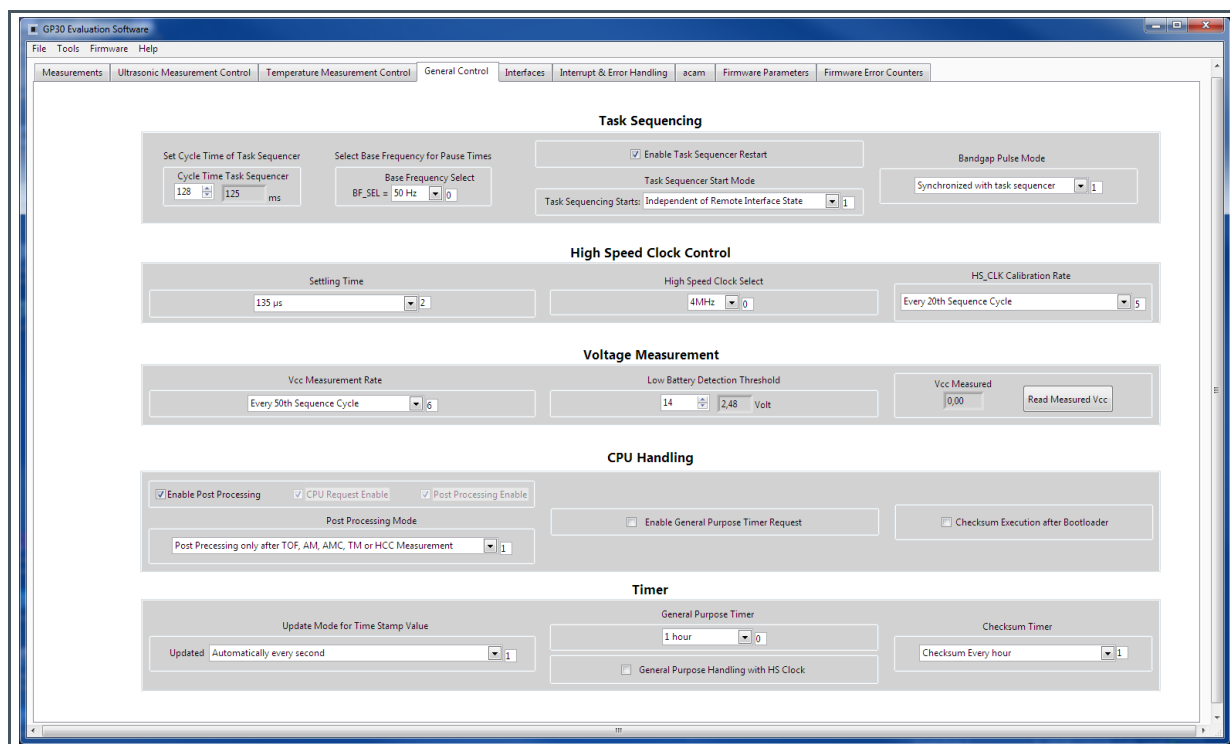 GP30 Evaluation Software
File Tools Firmware Help
Measurements Ultrasonic Measurement Control Temperature Measurement Control General Control Interfaces Interrupt & Error Handling acam Firmware Parameters Firmware Error Counters
Task Sequencing
Set Cycle Time of Task Sequencer
Cycle Time Task Sequencer
128 125 ms
Select Base Frequency for Pause Times
Base Frequency Select
BF_SEL = 50 Hz 0
Enable Task Sequencer Restart
Task Sequencer Start Mode
Task Sequencing Starts: Independent of Remote Interface State 1
Bandgap Pulse Mode
Synchronized with task sequencer 1
High Speed Clock Control
Settling Time
135 µs 2
High Speed Clock Select
4MHz 0
HS_CLK Calibration Rate
Every 20th Sequence Cycle 5
Voltage Measurement
Vcc Measurement Rate
Every 50th Sequence Cycle 6
Low Battery Detection Threshold
14 2,48 Volt
Vcc Measured
0,00 Read Measured Vcc
CPU Handling
Enable Post Processing CPU Request Enable Post Processing Enable
Post Processing Mode
Post Precessing only after TOF, AM, AMC, TM or HCC Measurement 1
Enable General Purpose Timer Request
Checksum Execution after Bootloader
Timer
Update Mode for Time Stamp Value
Updated Automatically every second 1
General Purpose Timer
1 hour 0
General Purpose Handling with HS Clock
Checksum Timer
Checksum Every hour 1